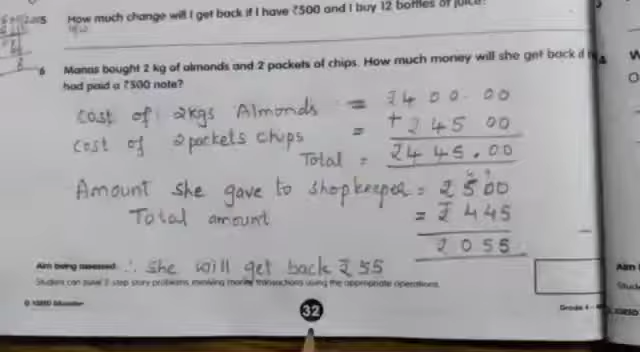 5 How much change will I get back if I have ₹500 and I buy 12 bottles of juice?
6 Manas bought 2 kg of almonds and 2 packets of chips. How much money will she get back if
had paid a ₹500 note?
Cost of 2kgs Almonds = ₹400.00
Cost of 2packets chips = + ₹45 00
Total = ₹445.00
Amount she gave to shopkeeper = ₹500
Total amount = ₹445
₹055
Aim being assessed: ∴ She will get back ₹55
Student can solve 2 step story problems involving money transactions using the appropriate operations.
32
Grade 4 -
Aim
Stude